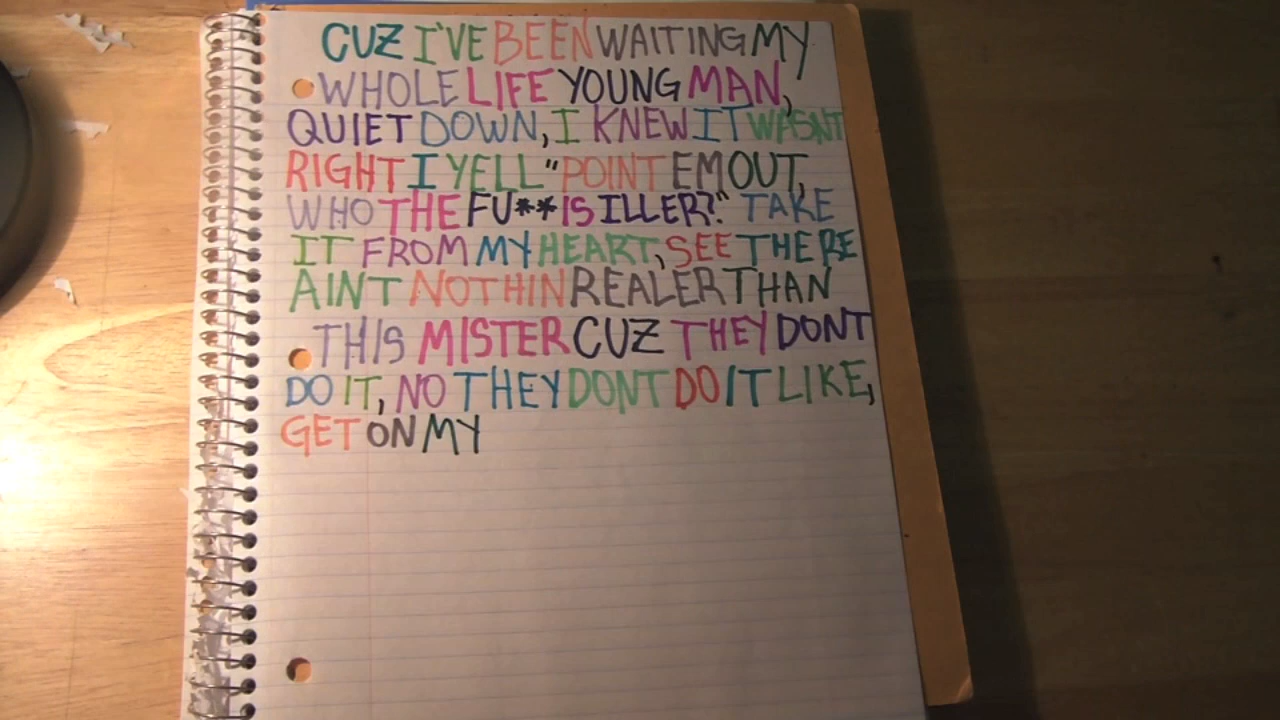 CUZ I'VE BEEN WAITING MY
WHOLE LIFE YOUNG MAN,
QUIET DOWN, I KNEW IT WASNT
RIGHT I YELL "POINT EM OUT,
WHO THE FU** IS ILLER?" TAKE
IT FROM MY HEART, SEE THERE
AINT NOTHIN REALER THAN
THIS MISTER CUZ THEY DONT
DO IT, NO THEY DONT DO IT LIKE,
GET ON MY